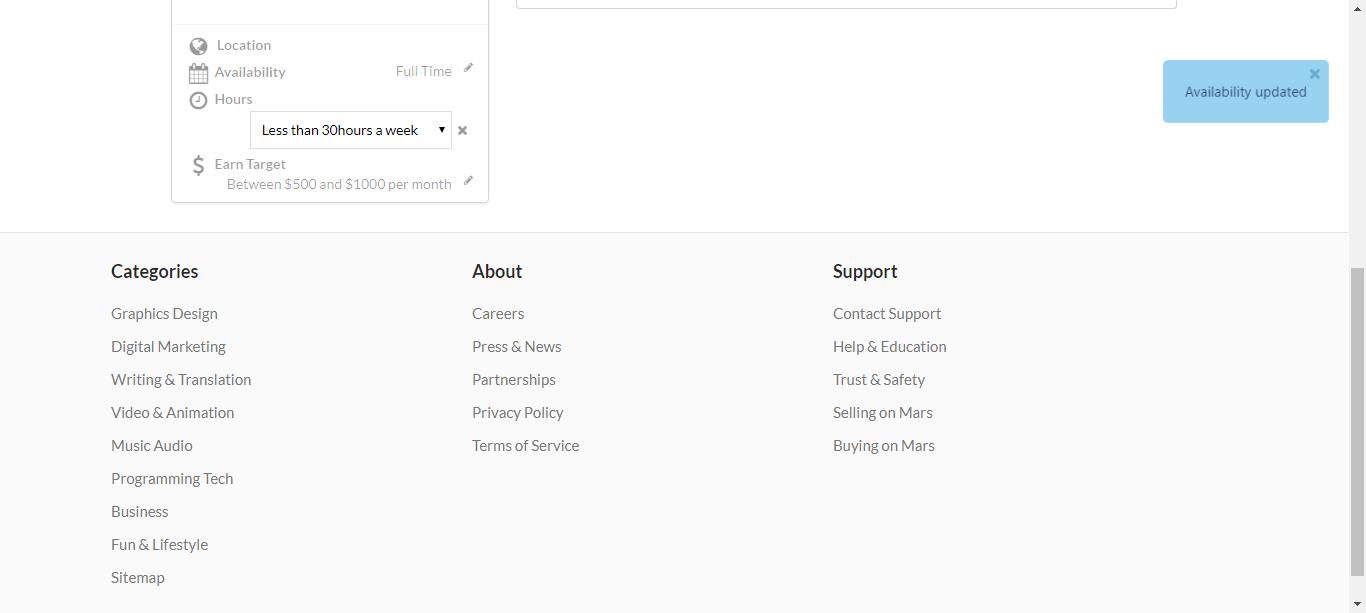 Location
Availability
Full Time
Availability updated
Hours
Less than 30hours a week
Earn Target
Between $500 and $1000 per month
Categories
Graphics Design
Digital Marketing
Writing & Translation
Video & Animation
Music Audio
Programming Tech
Business
Fun & Lifestyle
Sitemap
About
Careers
Press & News
Partnerships
Privacy Policy
Terms of Service
Support
Contact Support
Help & Education
Trust & Safety
Selling on Mars
Buying on Mars